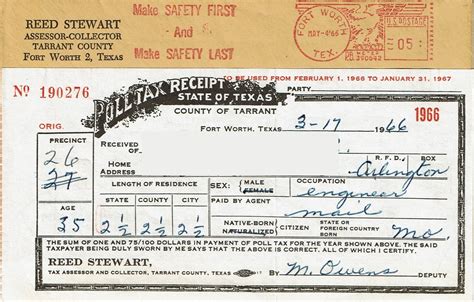 REED STEWART
ASSESSOR-COLLECTOR
TARRANT COUNTY
FORT WORTH 2, TEXAS
Make SAFETY FIRST
And
Make SAFETY LAST
FORT WORTH
MAY-4'66
TEX.
U.S. POSTAGE
05
TO BE USED FROM FEBRUARY 1, 1966 TO JANUARY 31, 1967
No 190276
POLL TAX RECEIPT
PARTY
STATE OF TEXAS
COUNTY OF TARRANT
1966
ORIG.
FORT WORTH, TEXAS 3-17 1966
PRECINCT
26
27
RECEIVED OF
R.F.D. BOX
HOME ADDRESS
Arlington
LENGTH OF RESIDENCE
SEX: MALE FEMALE
OCCUPATION
engineer
AGE
STATE COUNTY CITY
PAID BY AGENT
mail
35 2 1/2 2 1/2 2 1/2
NATIVE-BORN NATURALIZED CITIZEN
STATE OR FOREIGN COUNTRY BORN
Mo.
THE SUM OF ONE AND 75/100 DOLLARS IN PAYMENT OF POLL TAX FOR THE YEAR SHOWN ABOVE. THE SAID
TAXPAYER BEING DULY SWORN BY ME SAYS THAT THE ABOVE IS CORRECT. ALL OF WHICH I CERTIFY.
REED STEWART,
TAX ASSESSOR AND COLLECTOR, TARRANT COUNTY, TEXAS
BY M. Owens
DEPUTY